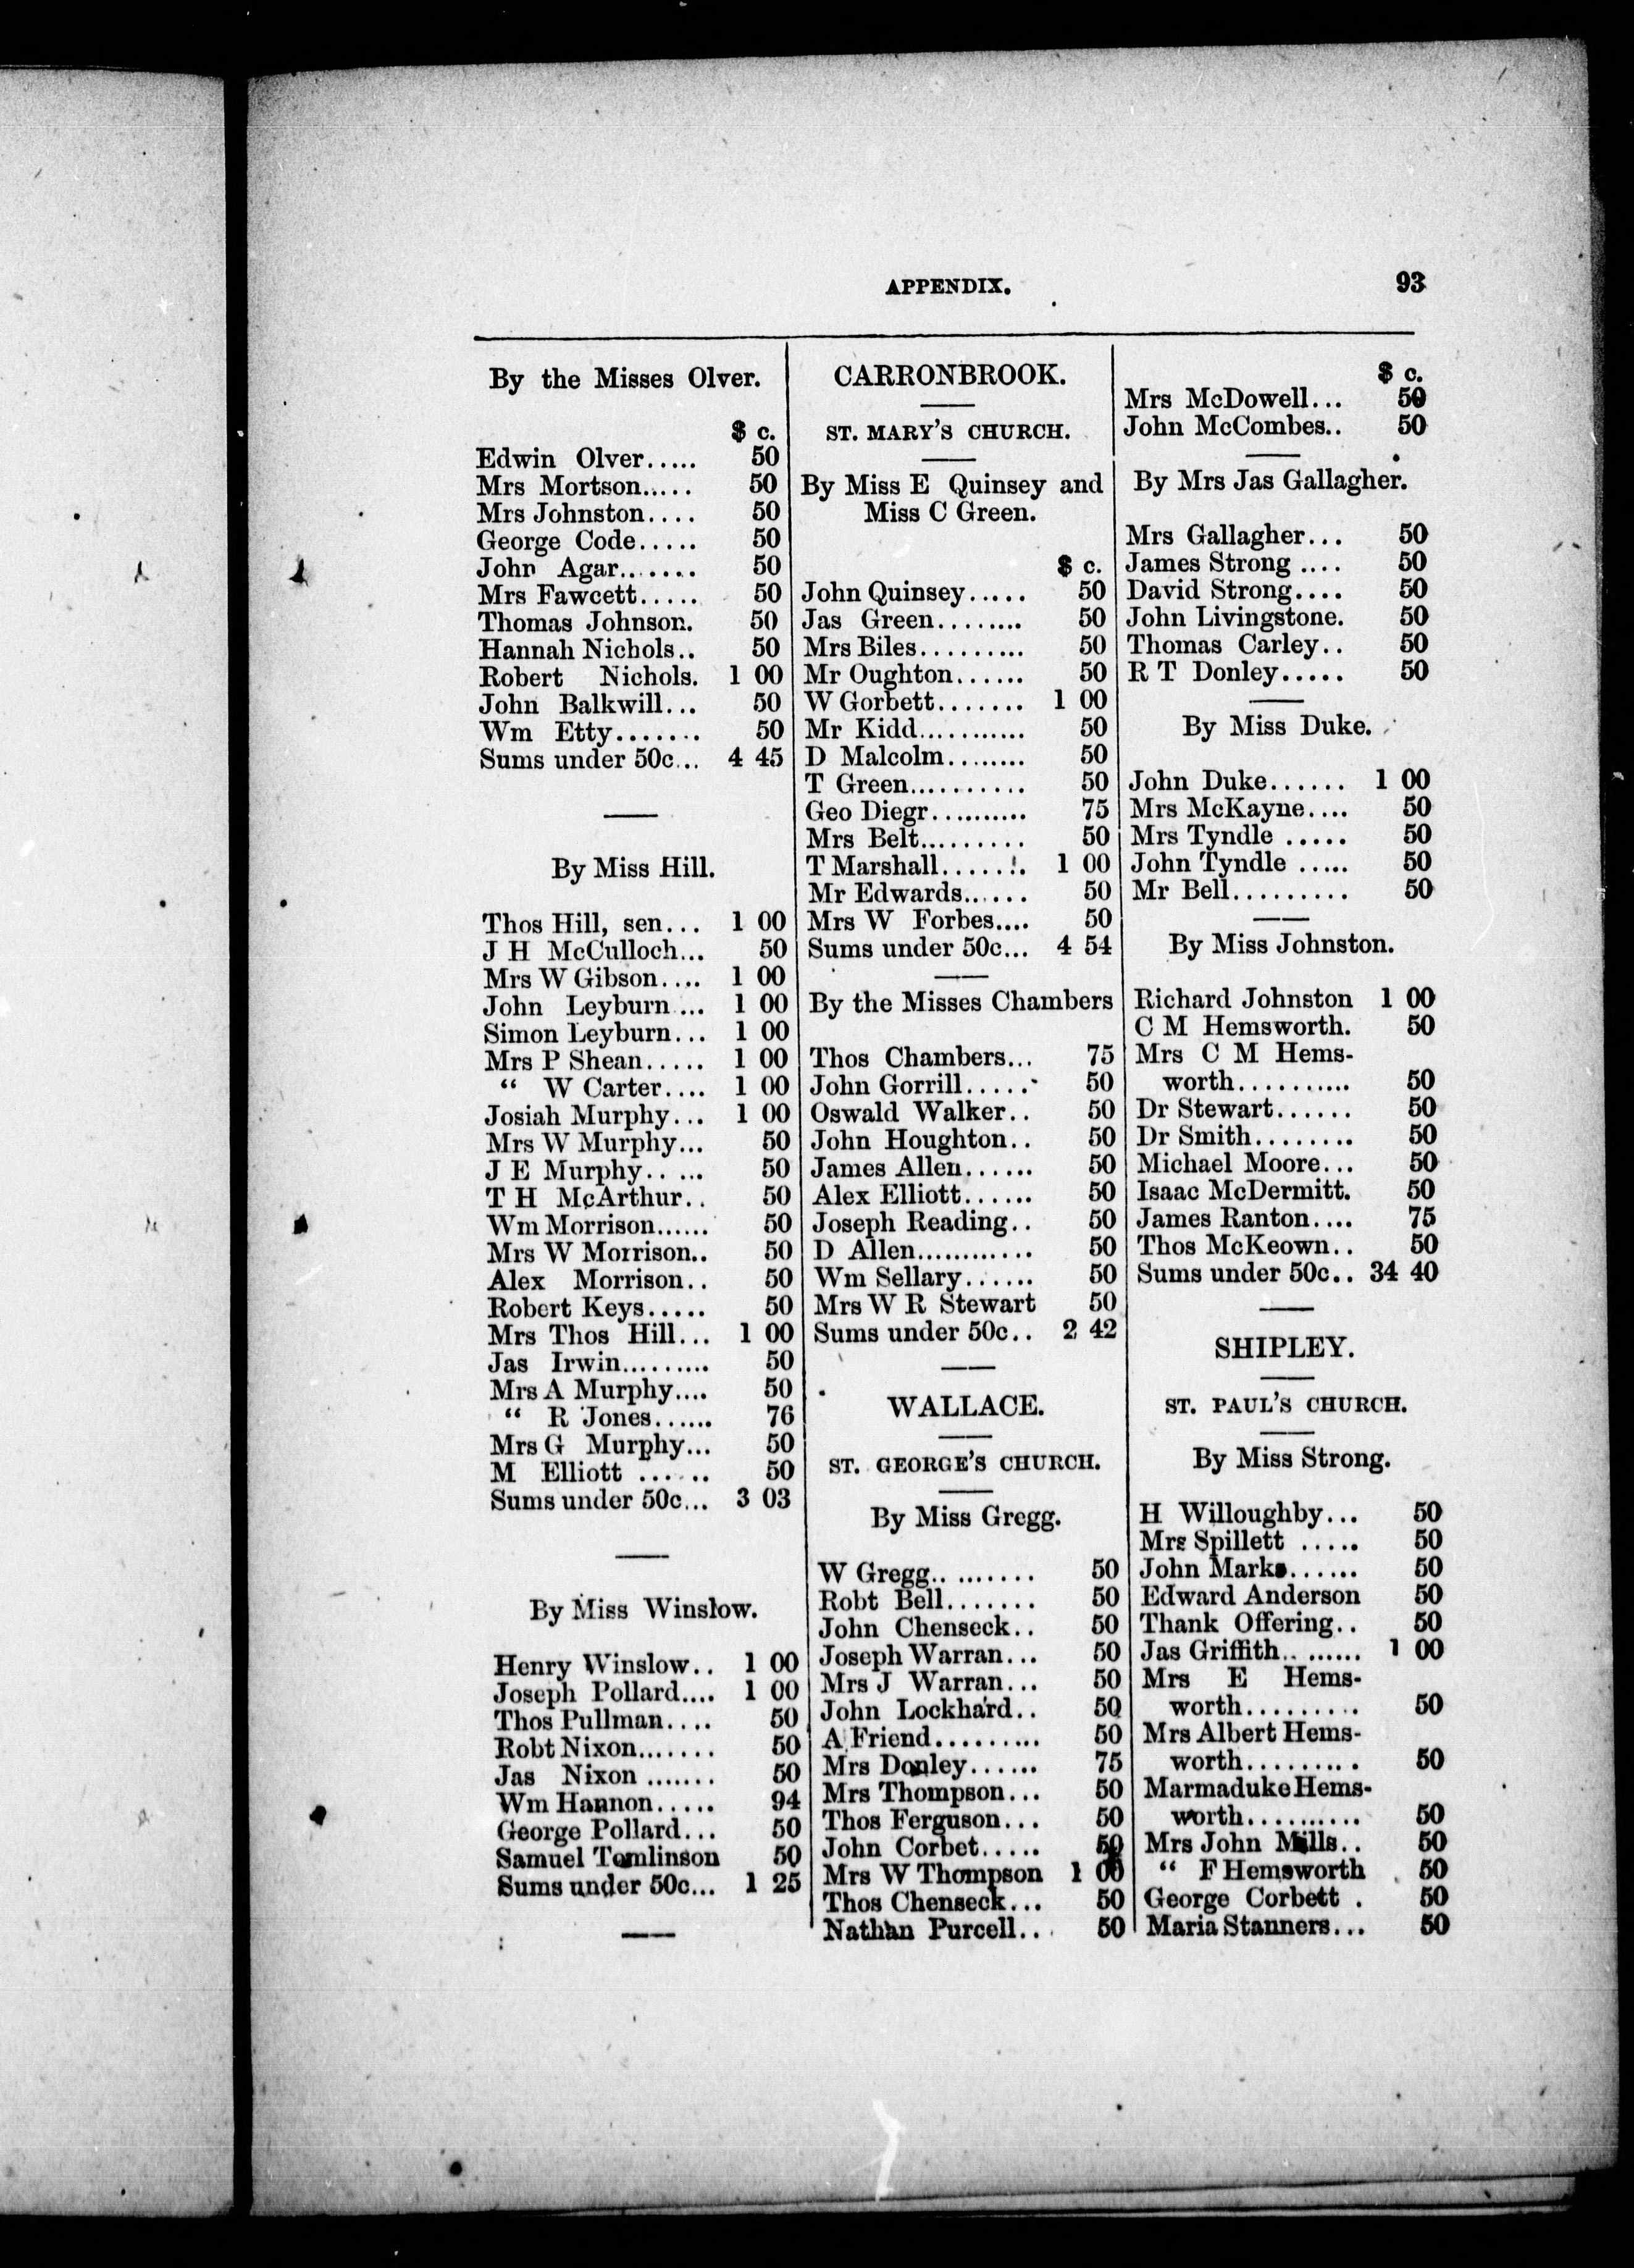 APPENDIX. 93
By the Misses Olver.
$ c.
Edwin Olver..... 50
Mrs Mortson..... 50
Mrs Johnston.... 50
George Code..... 50
John Agar....... 50
Mrs Fawcett..... 50
Thomas Johnson. 50
Hannah Nichols.. 50
Robert Nichols. 1 00
John Balkwill... 50
Wm Etty....... 50
Sums under 50c... 4 45
By Miss Hill.
Thos Hill, sen... 1 00
J H McCulloch... 50
Mrs W Gibson.... 1 00
John Leyburn... 1 00
Simon Leyburn... 1 00
Mrs P Shean..... 1 00
“ W Carter.... 1 00
Josiah Murphy... 1 00
Mrs W Murphy... 50
J E Murphy..... 50
T H McArthur.. 50
Wm Morrison...... 50
Mrs W Morrison.. 50
Alex Morrison.. 50
Robert Keys..... 50
Mrs Thos Hill... 1 00
Jas Irwin......... 50
Mrs A Murphy.... 50
“ R Jones...... 76
Mrs G Murphy... 50
M Elliott ...... 50
Sums under 50c... 3 03
By Miss Winslow.
Henry Winslow.. 1 00
Joseph Pollard.... 1 00
Thos Pullman.... 50
Robt Nixon....... 50
Jas Nixon ....... 50
Wm Hannon..... 94
George Pollard... 50
Samuel Tomlinson 50
Sums under 50c... 1 25
CARRONBROOK.
ST. MARY'S CHURCH.
By Miss E Quinsey and
Miss C Green.
$ c.
John Quinsey..... 50
Jas Green........ 50
Mrs Biles......... 50
Mr Oughton...... 50
W Gorbett....... 1 00
Mr Kidd........... 50
D Malcolm........ 50
T Green.......... 50
Geo Diegr.......... 75
Mrs Belt......... 50
T Marshall....... 1 00
Mr Edwards...... 50
Mrs W Forbes.... 50
Sums under 50c... 4 54
By the Misses Chambers
Thos Chambers... 75
John Gorrill..... 50
Oswald Walker.. 50
John Houghton.. 50
James Allen...... 50
Alex Elliott...... 50
Joseph Reading.. 50
D Allen............ 50
Wm Sellary...... 50
Mrs W R Stewart 50
Sums under 50c.. 2 42
WALLACE.
ST. GEORGE'S CHURCH.
By Miss Gregg.
W Gregg.. ........ 50
Robt Bell....... 50
John Chenseck.. 50
Joseph Warran... 50
Mrs J Warran... 50
John Lockhard.. 50
A Friend......... 50
Mrs Donley...... 75
Mrs Thompson... 50
Thos Ferguson... 50
John Corbet..... 50
Mrs W Thompson 1 00
Thos Chenseck... 50
Nathan Purcell... 50
$ c.
Mrs McDowell... 50
John McCombes.. 50
By Mrs Jas Gallagher.
Mrs Gallagher... 50
James Strong .... 50
David Strong.... 50
John Livingstone. 50
Thomas Carley.. 50
R T Donley..... 50
By Miss Duke.
John Duke...... 1 00
Mrs McKayne.... 50
Mrs Tyndle ..... 50
John Tyndle ..... 50
Mr Bell......... 50
By Miss Johnston.
Richard Johnston 1 00
C M Hemsworth. 50
Mrs C M Hems-
worth.......... 50
Dr Stewart...... 50
Dr Smith........ 50
Michael Moore... 50
Isaac McDermitt. 50
James Ranton.... 75
Thos McKeown.. 50
Sums under 50c.. 34 40
SHIPLEY.
ST. PAUL'S CHURCH.
By Miss Strong.
H Willoughby... 50
Mrs Spillett ..... 50
John Marks...... 50
Edward Anderson 50
Thank Offering.. 50
Jas Griffith.. ...... 1 00
Mrs E Hems-
worth......... 50
Mrs Albert Hems-
worth......... 50
Marmaduke Hems-
worth.......... 50
Mrs John Mills.. 50
“ F Hemsworth 50
George Corbett . 50
Maria Stanners... 50